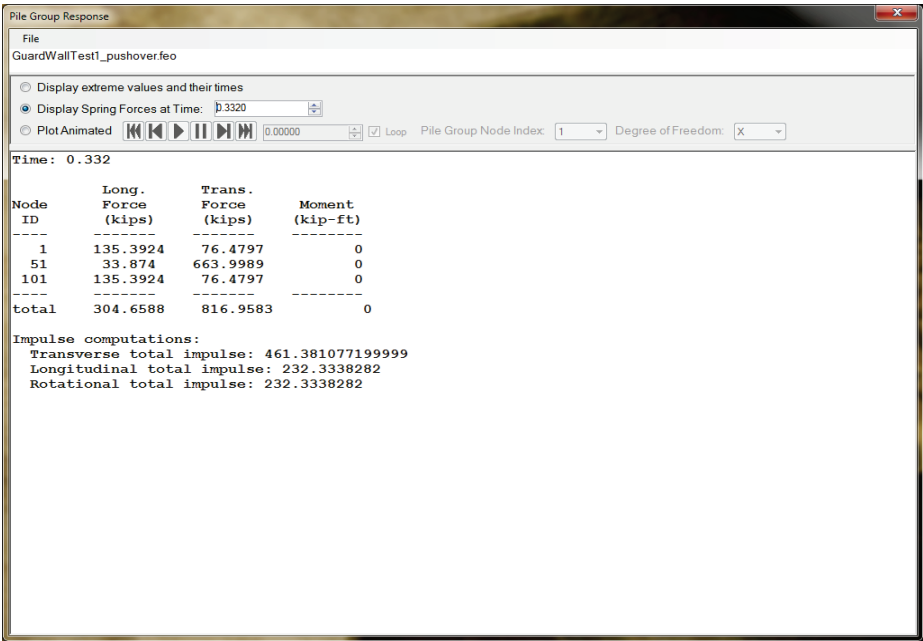 Pile Group Response
File
GuardWallTest1_pushover.feo
Display extreme values and their times
Display Spring Forces at Time: 0.3320
Plot Animated 0.00000 Loop Pile Group Node Index: 1 Degree of Freedom: X
Time: 0.332
Long. Trans.
Node Force Force Moment
ID (kips) (kips) (kip-ft)
---- ------- ------- --------
1 135.3924 76.4797 0
51 33.874 663.9989 0
101 135.3924 76.4797 0
---- ------- ------- --------
total 304.6588 816.9583 0
Impulse computations:
Transverse total impulse: 461.381077199999
Longitudinal total impulse: 232.3338282
Rotational total impulse: 232.3338282